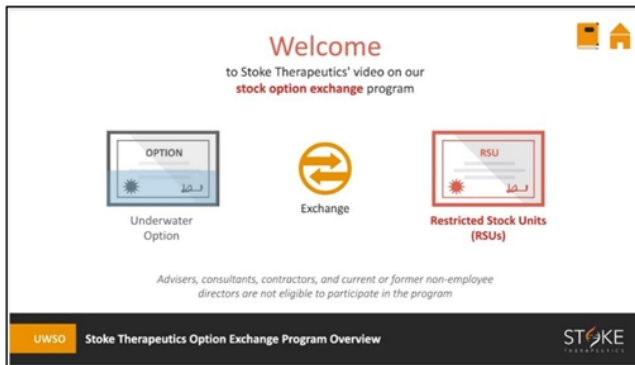 Welcome
to Stoke Therapeutics' video on our
stock option exchange program
OPTION
RSU
Exchange
Underwater
Option
Restricted Stock Units
(RSUs)
Advisers, consultants, contractors, and current or former non-employee
directors are not eligible to participate in the program
UWSO
Stoke Therapeutics Option Exchange Program Overview
STOKE
THERAPEUTICS